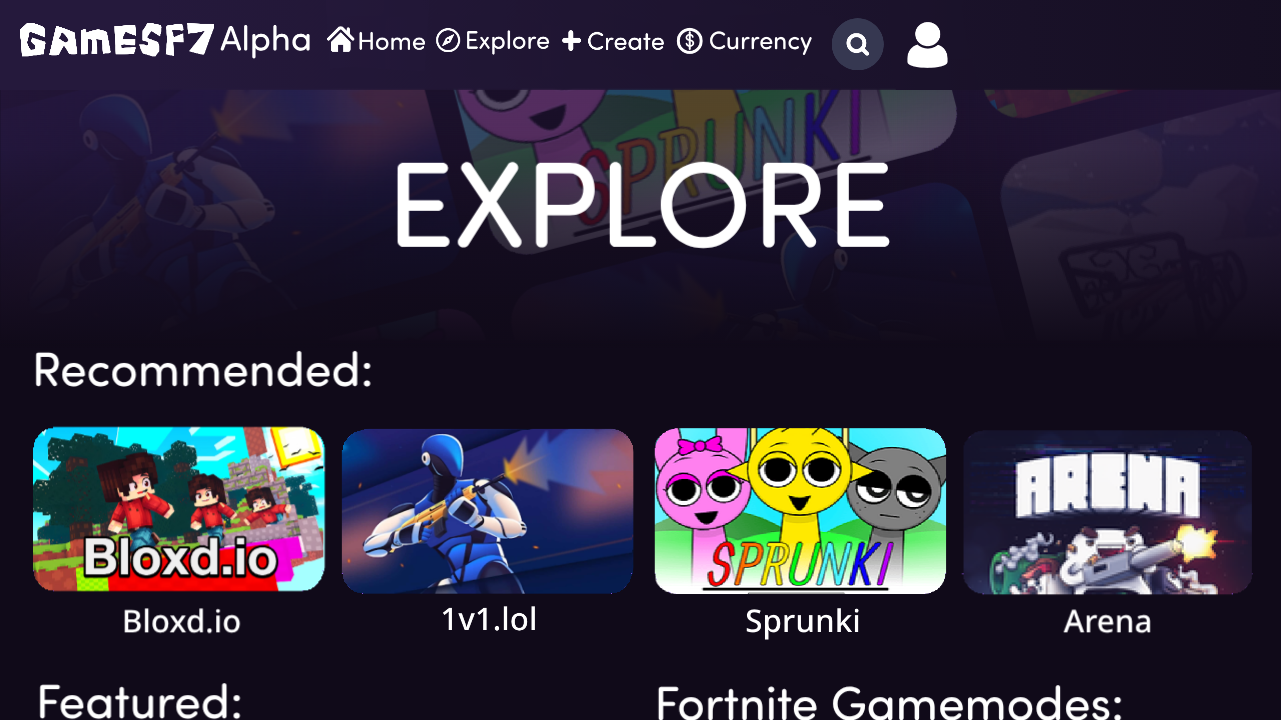 GAMESF7 Alpha Home Explore Create Currency
SPRUNKI
EXPLORE
Recommended:
Bloxd.io
SPRUNKI
ARENA
Bloxd.io 1v1.lol Sprunki Arena
Featured: Fortnite Gamemodes: